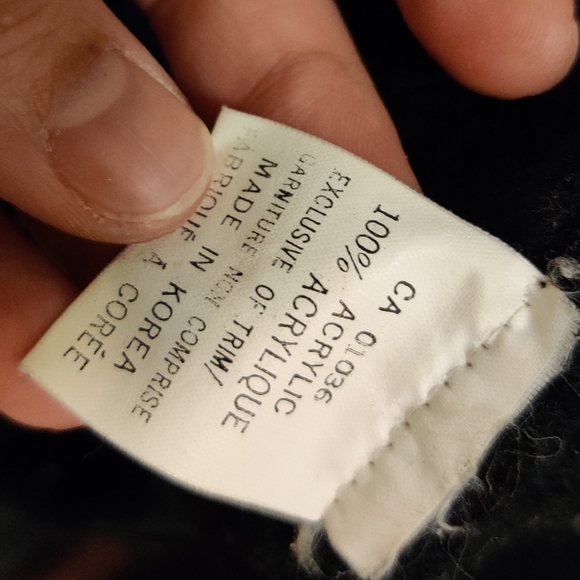 CA 01036
100% ACRYLIC
ACRYLIQUE
EXCLUSIVE OF TRIM/
GARNITURE NON COMPRISE
MADE IN KOREA
FABRIQUÉ À CORÉE